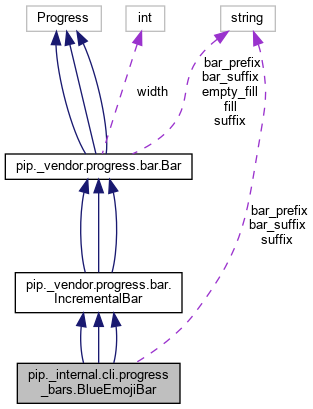 Progress
int
string
width
bar_prefix
bar_suffix
empty_fill
fill
suffix
pip._vendor.progress.bar.Bar
bar_prefix
bar_suffix
suffix
pip._vendor.progress.bar.
IncrementalBar
pip._internal.cli.progress
_bars.BlueEmojiBar